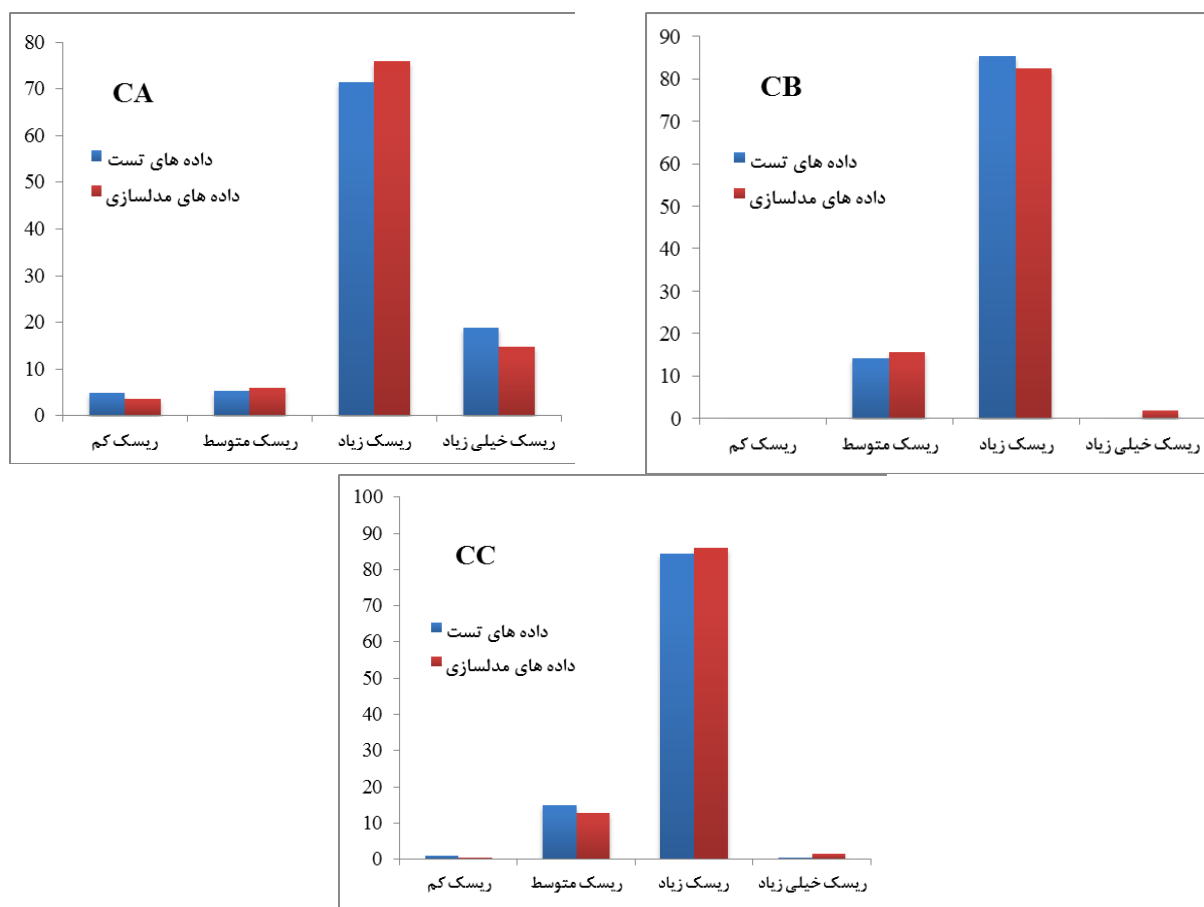 80
70
60
50
40
30
20
10
0
CA
داده های تست
داده های مدلسازی
ریسک کم
ریسک متوسط
ریسک زیاد
ریسک خیلی زیاد
90
80
70
60
50
40
30
20
10
0
CB
داده های تست
داده های مدلسازی
ریسک کم
ریسک متوسط
ریسک زیاد
ریسک خیلی زیاد
100
90
80
70
60
50
40
30
20
10
0
CC
داده های تست
داده های مدلسازی
ریسک کم
ریسک متوسط
ریسک زیاد
ریسک خیلی زیاد